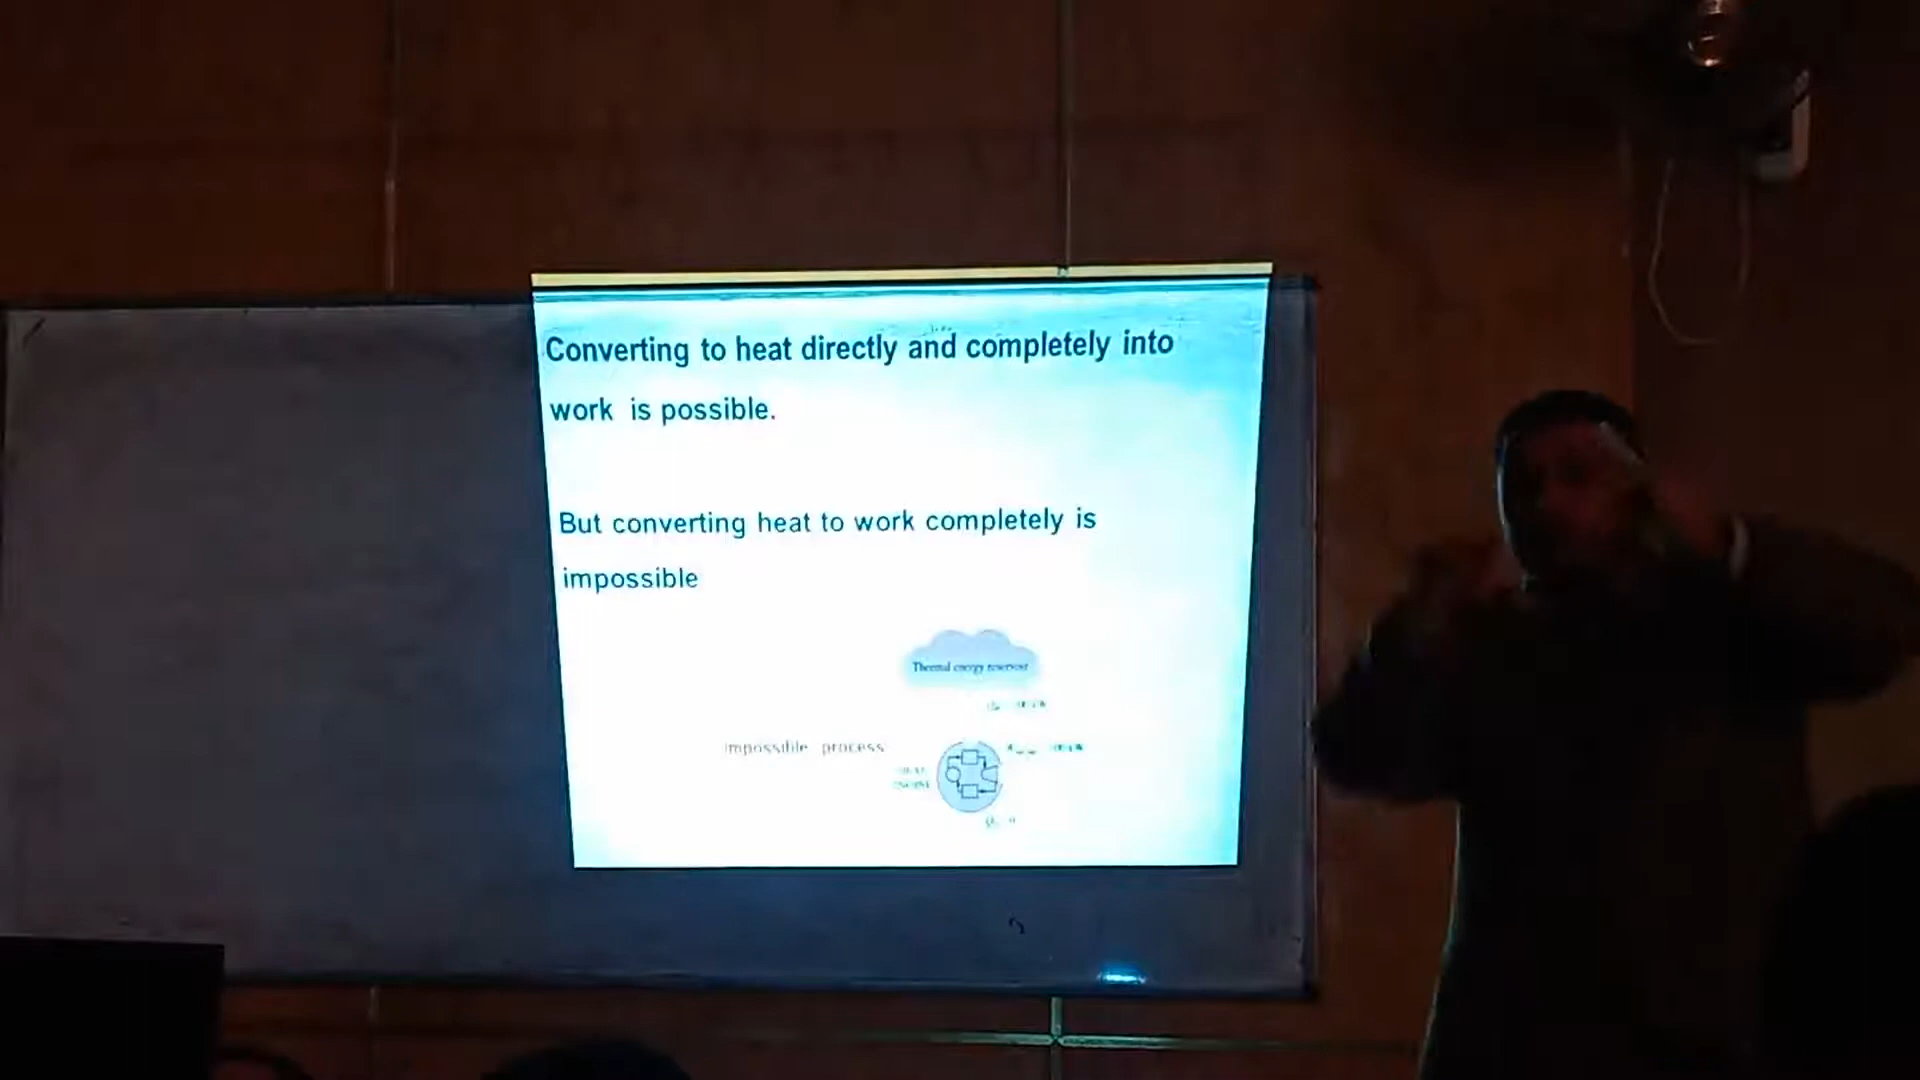 Converting to heat directly and completely into
work is possible.
But converting heat to work completely is
impossible
Thermal energy reservoir
impossible process